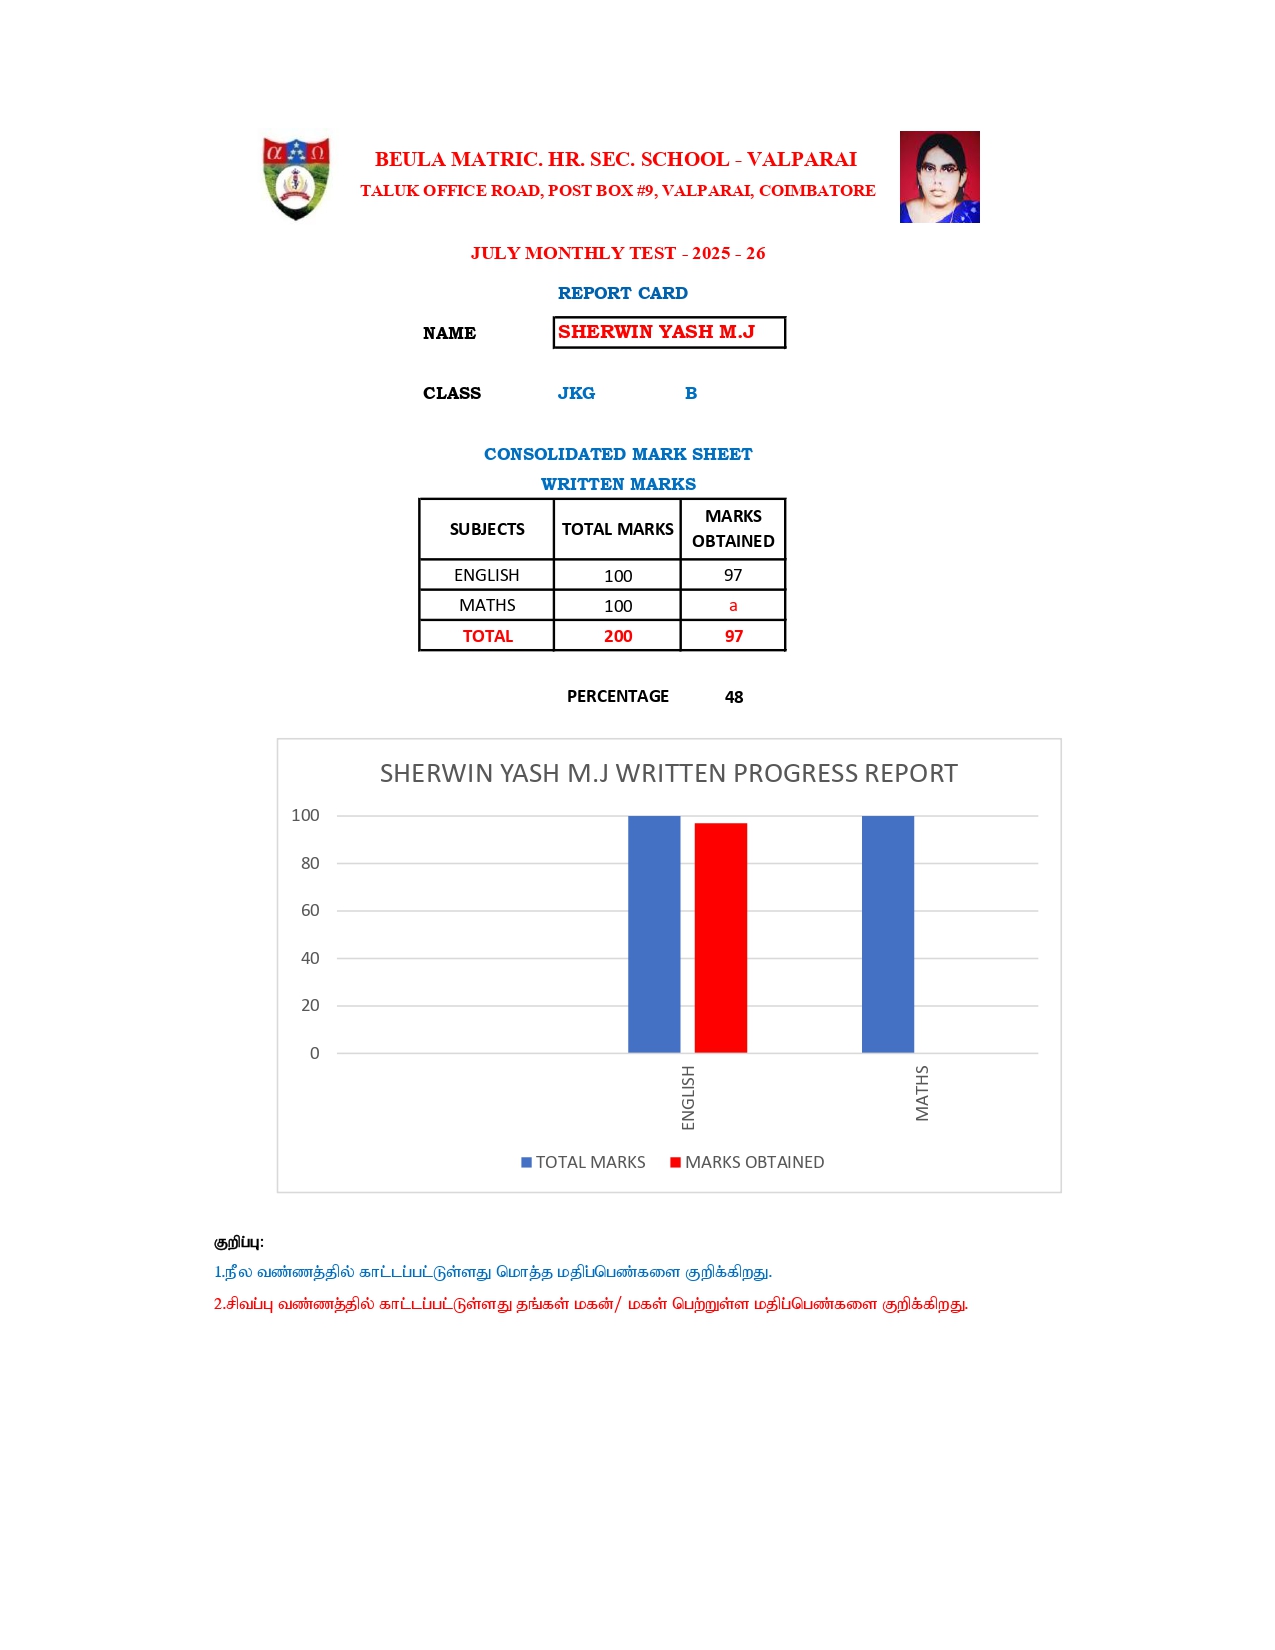 α Ω
BEULA MATRIC. HR. SEC. SCHOOL - VALPARAI
TALUK OFFICE ROAD, POST BOX #9, VALPARAI, COIMBATORE
JULY MONTHLY TEST - 2025 - 26
REPORT CARD
NAME SHERWIN YASH M.J
CLASS JKG B
CONSOLIDATED MARK SHEET
WRITTEN MARKS
SUBJECTS TOTAL MARKS MARKS OBTAINED
ENGLISH 100 97
MATHS 100 a
TOTAL 200 97
PERCENTAGE 48
SHERWIN YASH M.J WRITTEN PROGRESS REPORT
100
80
60
40
20
0
ENGLISH MATHS
TOTAL MARKS MARKS OBTAINED
குறிப்பு:
1.நீல வண்ணத்தில் காட்டப்பட்டுள்ளது மொத்த மதிப்பெண்களை குறிக்கிறது.
2.சிவப்பு வண்ணத்தில் காட்டப்பட்டுள்ளது தங்கள் மகன்/ மகள் பெற்றுள்ள மதிப்பெண்களை குறிக்கிறது.